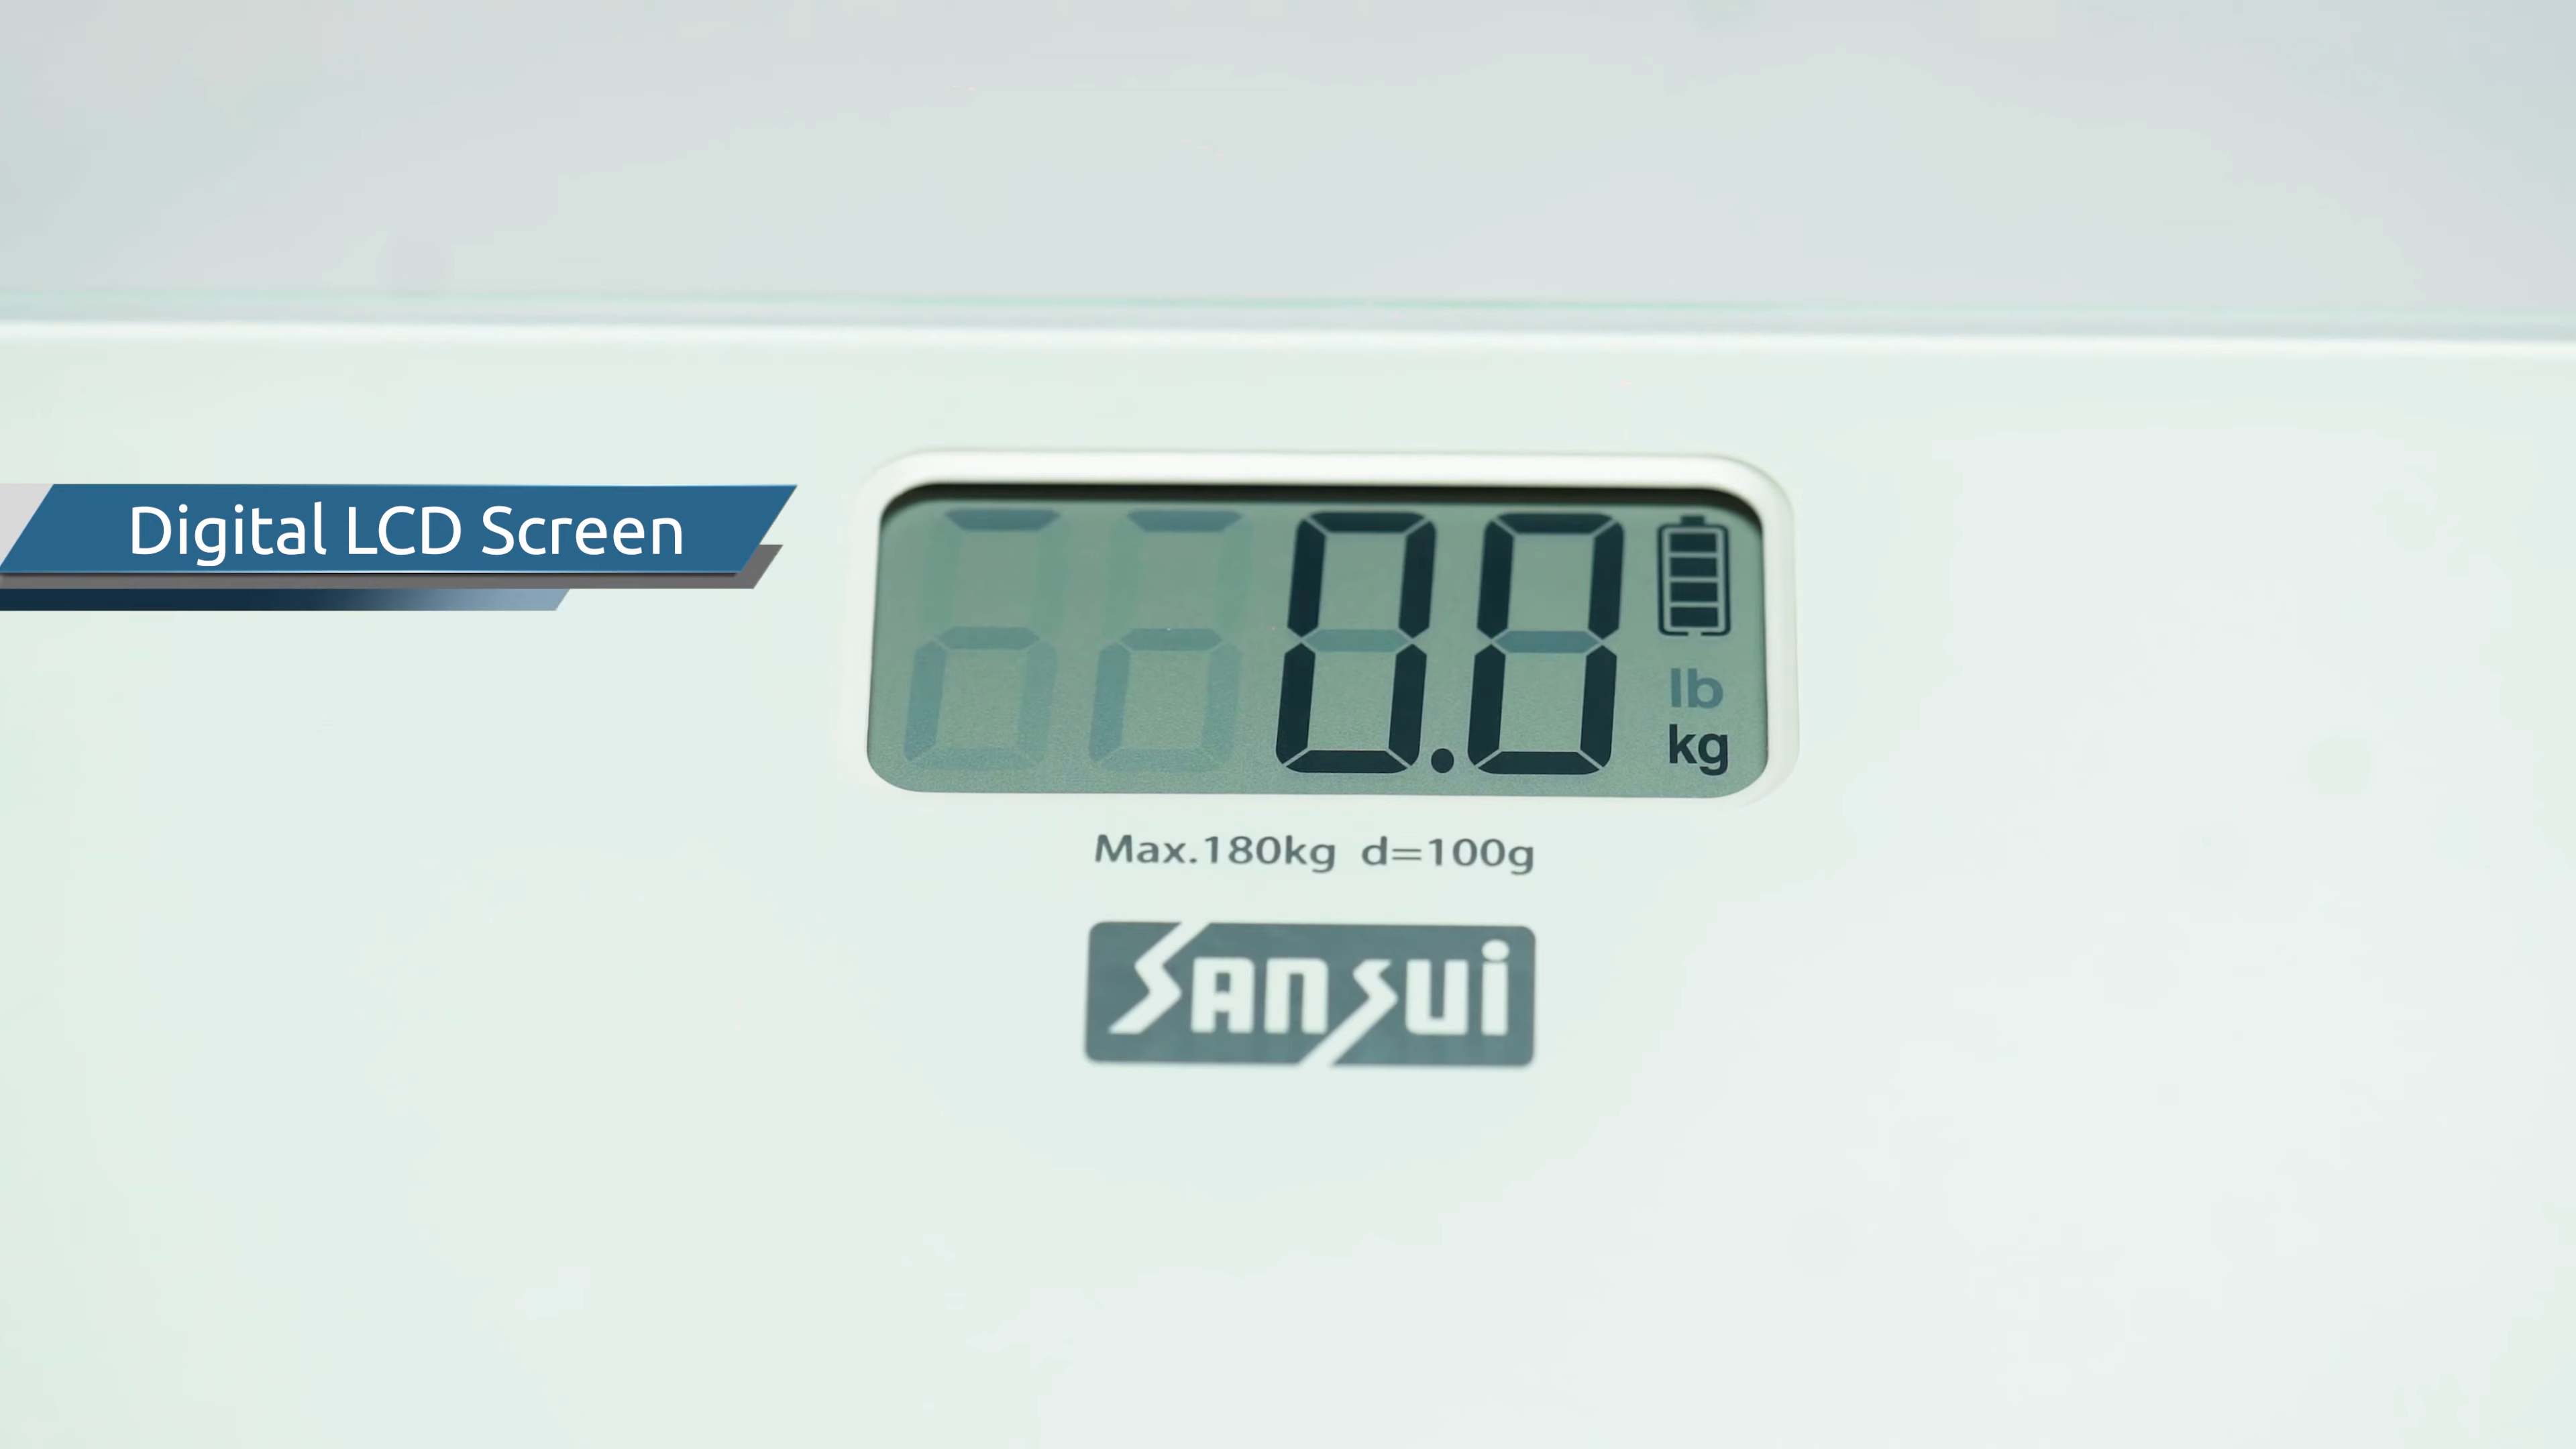 Digital LCD Screen
0.0
lb
kg
Max.180kg d=100g
Sansui